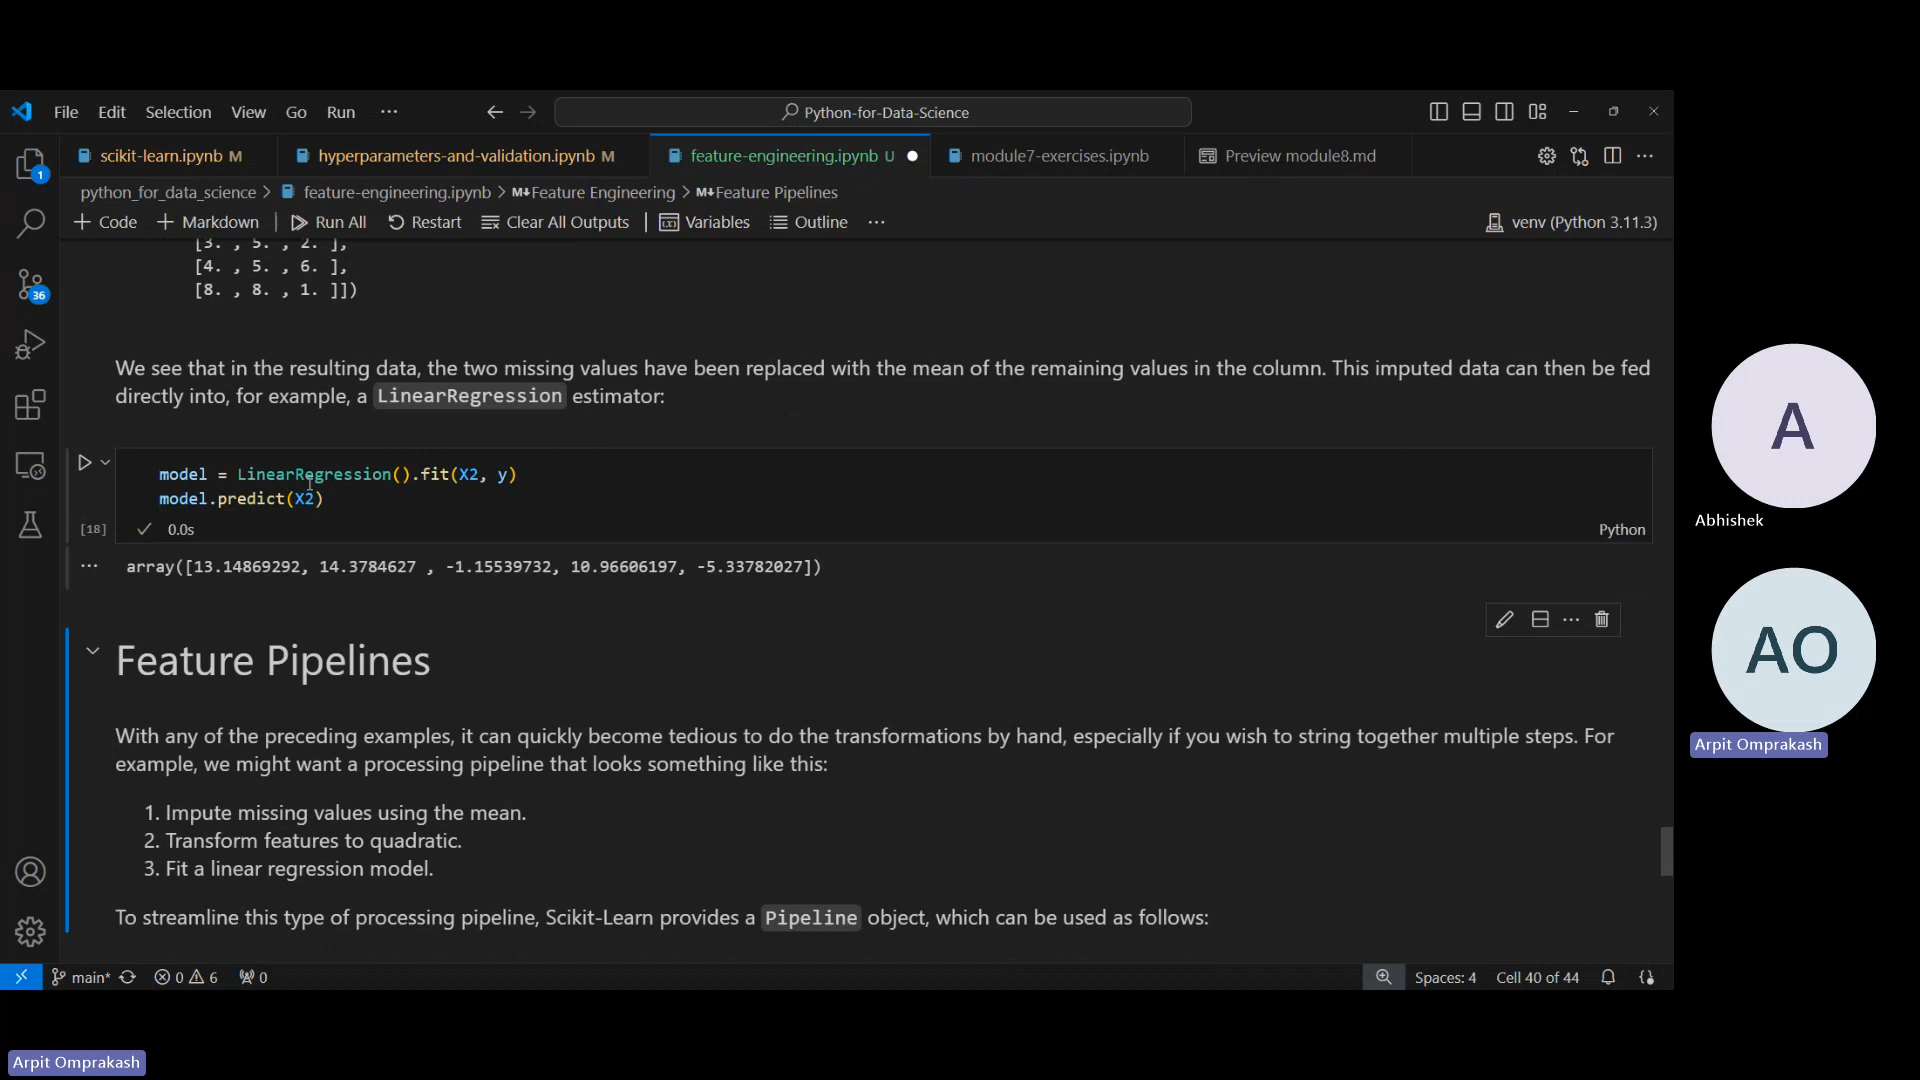 File Edit Selection View Go Run ···
Python-for-Data-Science
scikit-learn.ipynb M
hyperparameters-and-validation.ipynb M
feature-engineering.ipynb U
module7-exercises.ipynb
Preview module8.md
python_for_data_science > feature-engineering.ipynb > M↓Feature Engineering > M↓Feature Pipelines
+ Code + Markdown Run All Restart Clear All Outputs Variables Outline ···
venv (Python 3.11.3)
[3. , 5. , 2. ],
[4. , 5. , 6. ],
[8. , 8. , 1. ]])
We see that in the resulting data, the two missing values have been replaced with the mean of the remaining values in the column. This imputed data can then be fed
directly into, for example, a LinearRegression estimator:
model = LinearRegression().fit(X2, y)
model.predict(X2)
[18] ✓ 0.0s
Python
array([13.14869292, 14.3784627 , -1.15539732, 10.96606197, -5.33782027])
Feature Pipelines
With any of the preceding examples, it can quickly become tedious to do the transformations by hand, especially if you wish to string together multiple steps. For
example, we might want a processing pipeline that looks something like this:
1. Impute missing values using the mean.
2. Transform features to quadratic.
3. Fit a linear regression model.
To streamline this type of processing pipeline, Scikit-Learn provides a Pipeline object, which can be used as follows:
1
36
main* 0 6 0
Spaces: 4 Cell 40 of 44
A
Abhishek
AO
Arpit Omprakash
Arpit Omprakash